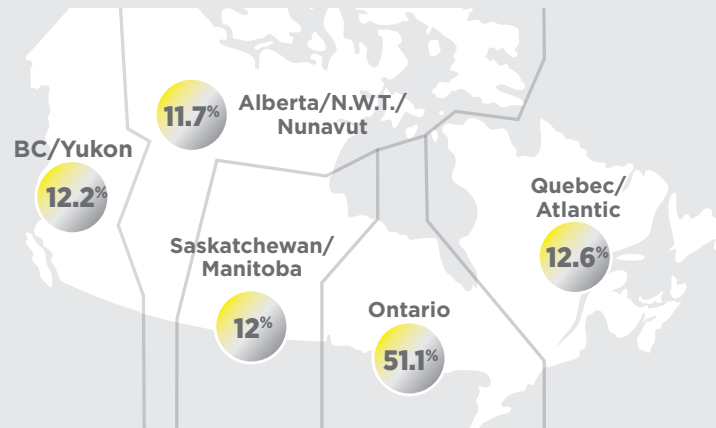 11.7%
Alberta/N.W.T./
Nunavut
BC/Yukon
12.2%
Quebec/
Atlantic
12.6%
Saskatchewan/
Manitoba
12%
Ontario
51.1%